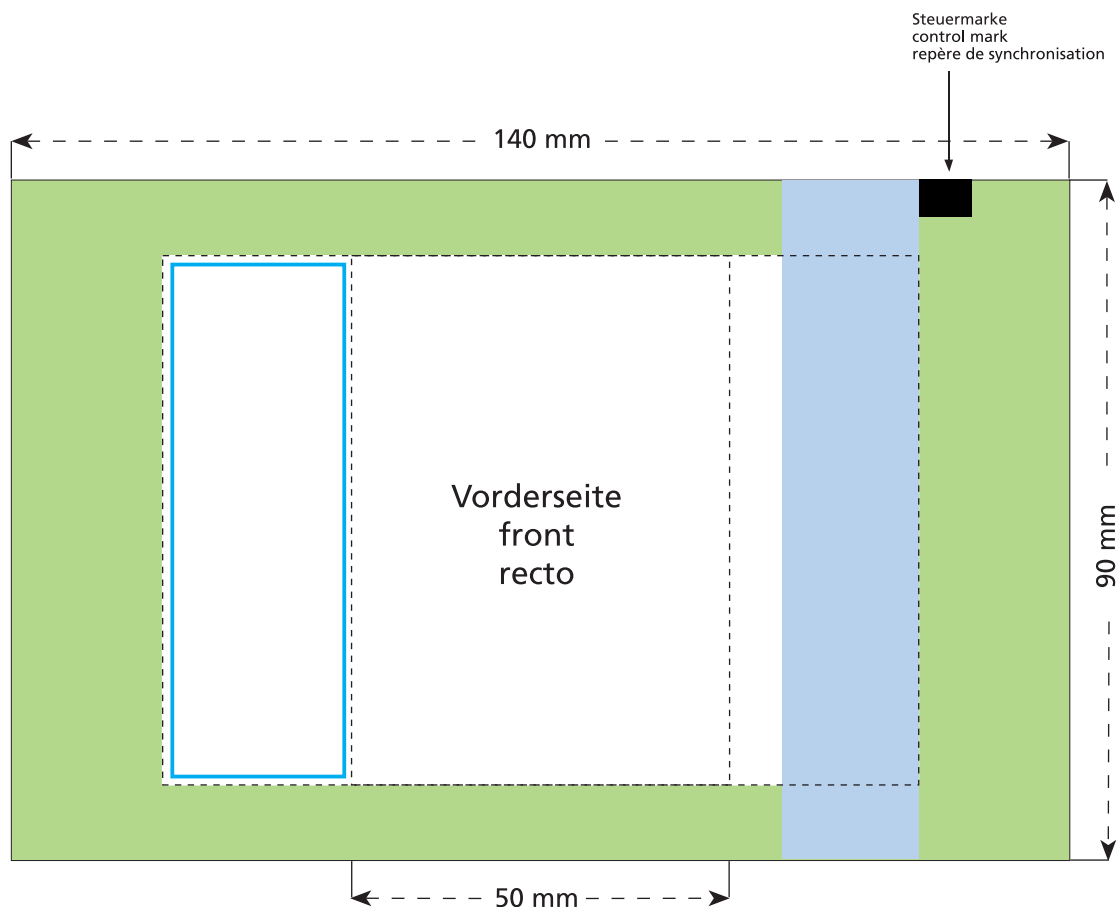 Steuermarke
control mark
repère de synchronisation
140 mm
Vorderseite
front
recto
90 mm
50 mm